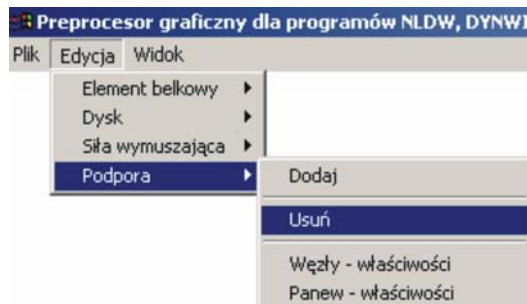 Preprocesor graficzny dla programów NLDW, DYNW
Plik Edycja Widok
Element belkowy
Dysk
Siła wymuszająca
Podpora
Dodaj
Usuń
Węzły - właściwości
Panew - właściwości